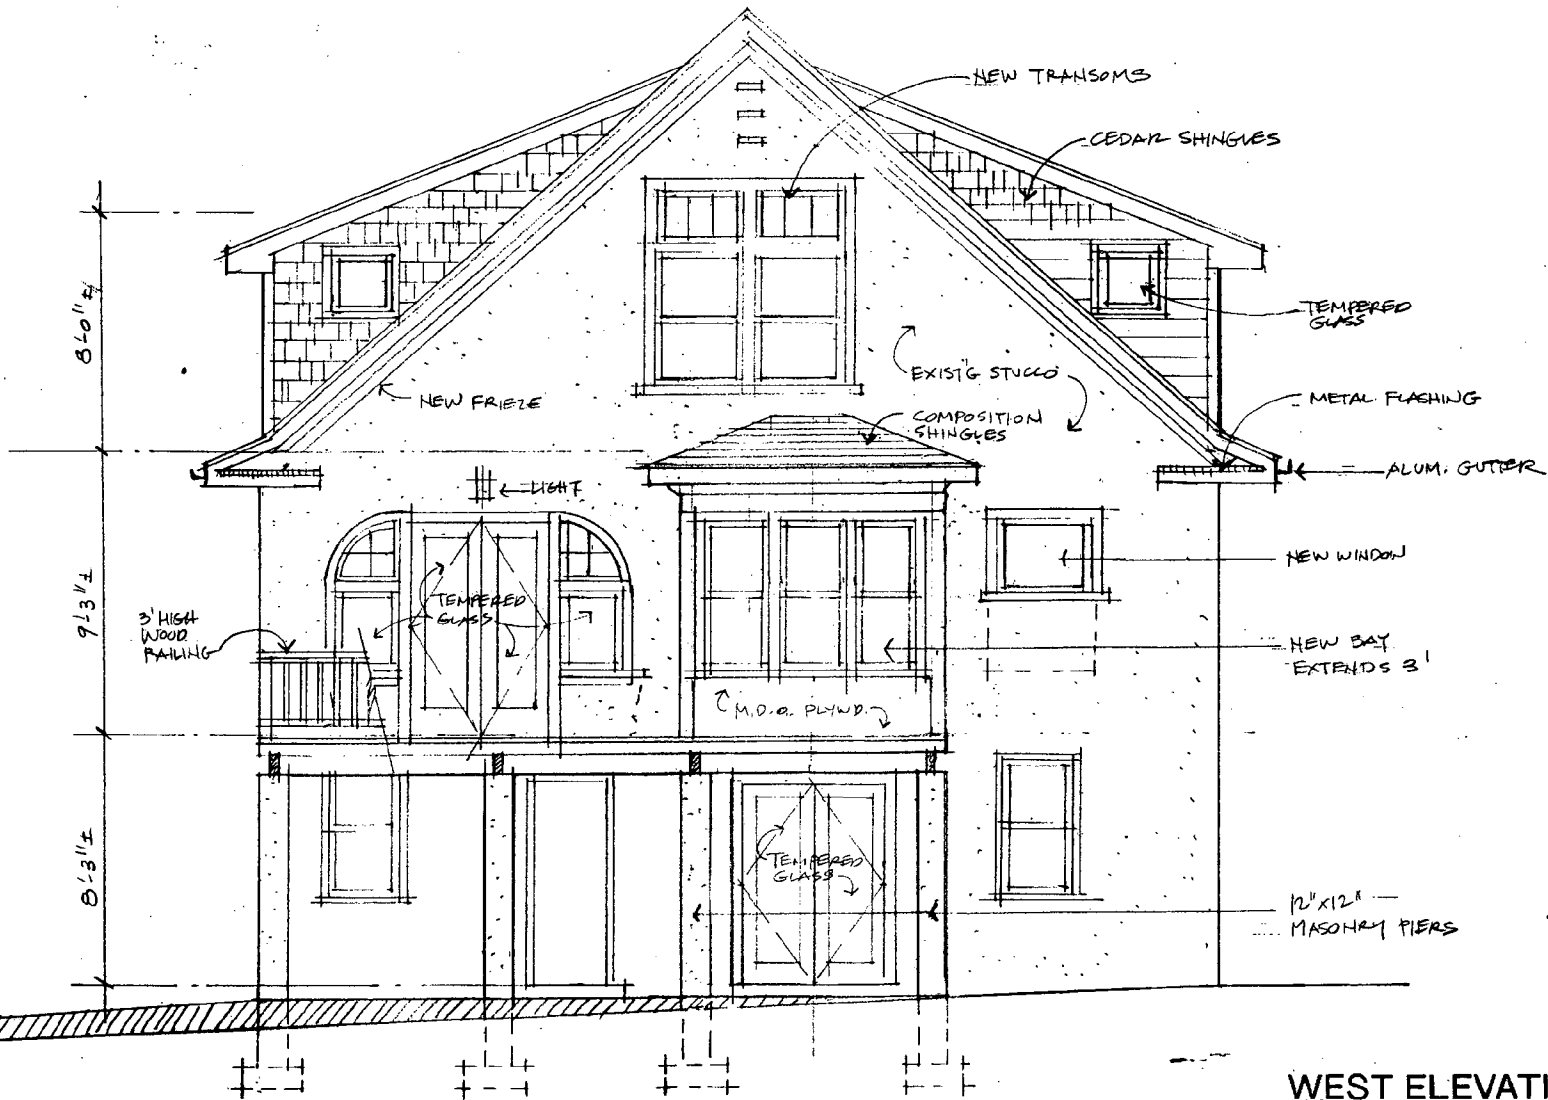 NEW TRANSOMS
CEDAR SHINGLES
TEMPERED
GLASS
8'-0"±
EXIST'G STUCCO
NEW FRIEZE
METAL FLASHING
COMPOSITION
SHINGLES
ALUM. GUTTER
LIGHT
NEW WINDOW
9'-3"±
TEMPERED
GLASS
3' HIGH
WOOD
RAILING
NEW BAY
EXTENDS 3'
M.D.O. PLYWD.
8'-3"±
TEMPERED
GLASS
12"x12"
MASONRY PIERS
WEST ELEVATI